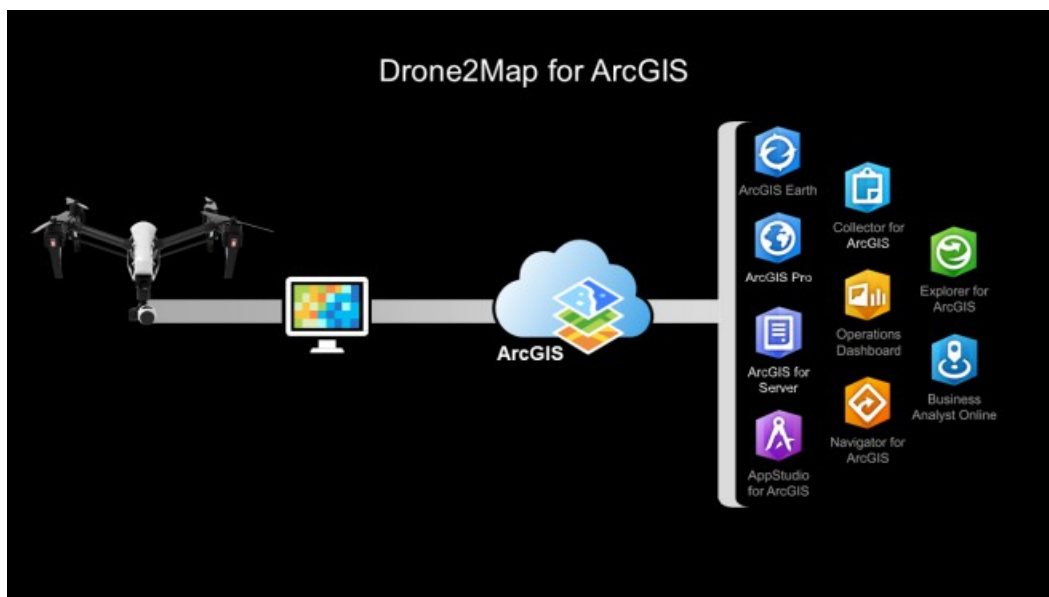 Drone2Map for ArcGIS
ArcGIS
ArcGIS Earth
ArcGIS Pro
ArcGIS for
Server
AppStudio
for ArcGIS
Collector for
ArcGIS
Operations
Dashboard
Navigator for
ArcGIS
Explorer for
ArcGIS
Business
Analyst Online